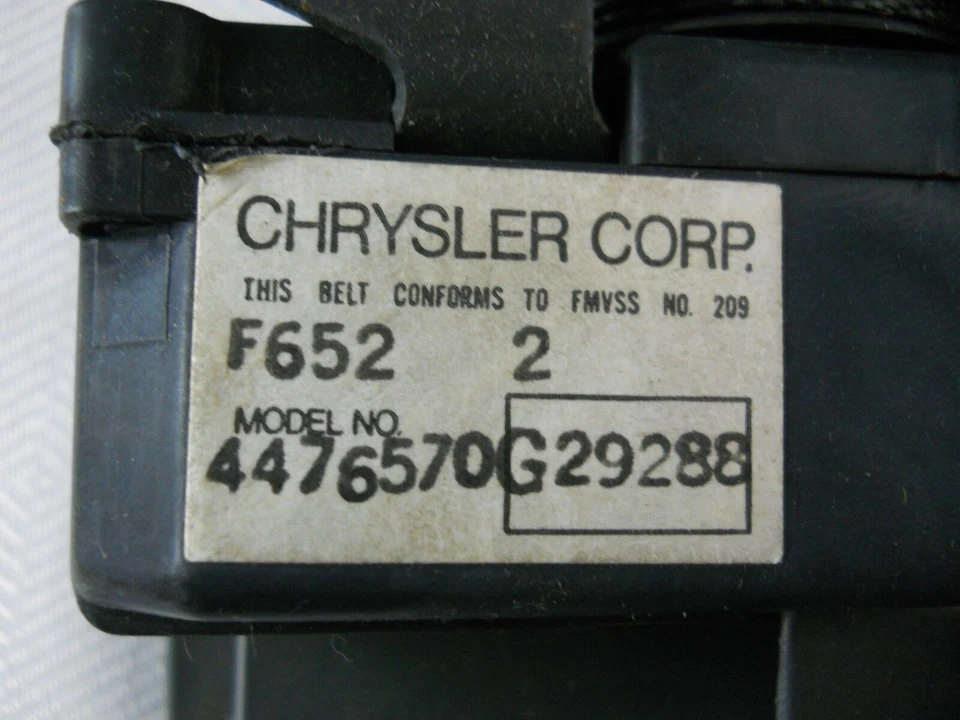 CHRYSLER CORP.
THIS BELT CONFORMS TO FMVSS NO. 209
F652 2
MODEL NO.
4476570G29288